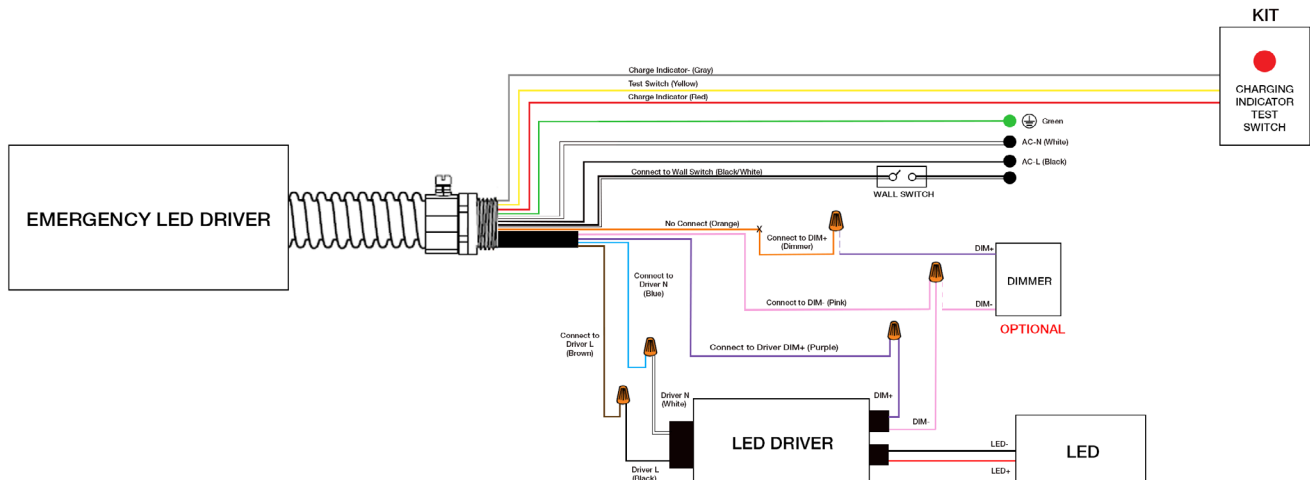 KIT
Charge Indicator- (Gray)
Test Switch (Yellow)
Charge Indicator (Red)
CHARGING
INDICATOR
TEST
SWITCH
Green
AC-N (White)
AC-L (Black)
Connect to Wall Switch (Black/White)
WALL SWITCH
EMERGENCY LED DRIVER
No Connect (Orange)
X
Connect to DIM+
(Dimmer)
DIM+
DIMMER
DIM-
OPTIONAL
Connect to
Driver N
(Blue)
Connect to DIM- (Pink)
Connect to
Driver L
(Brown)
Connect to Driver DIM+ (Purple)
Driver N
(White)
DIM+
DIM-
LED DRIVER
LED-
LED+
LED
Driver L
(Black)